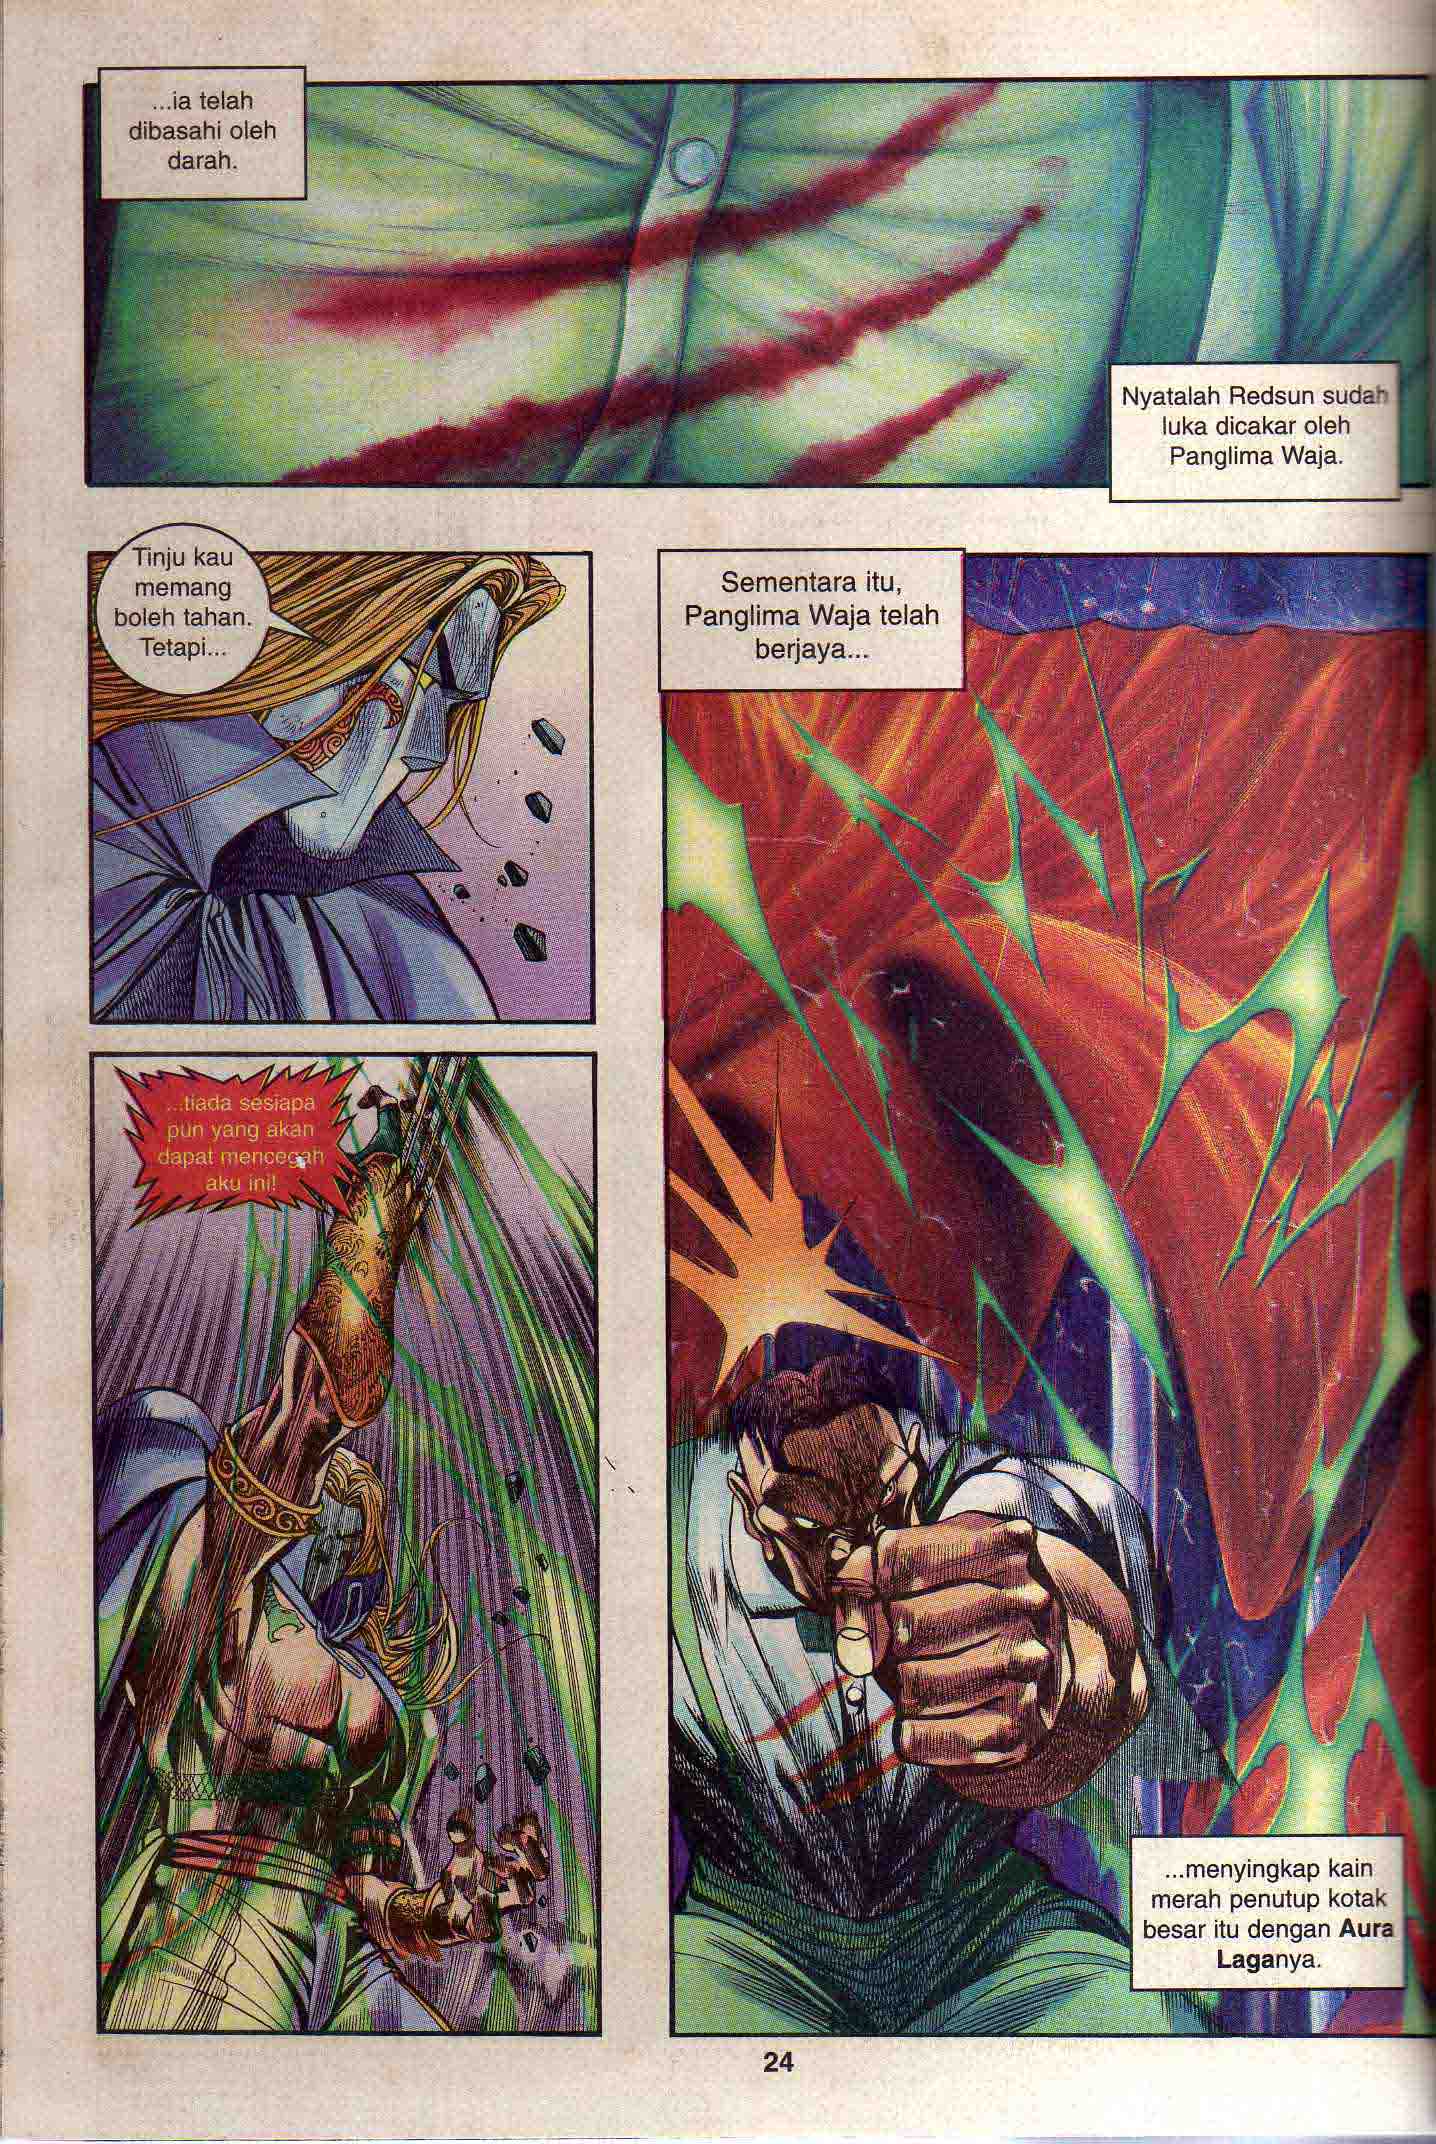 ...ia telah
dibasahi oleh
darah.
Nyatalah Redsun sudah
luka dicakar oleh
Panglima Waja.
Tinju kau
memang
boleh tahan.
Tetapi...
...tiada sesiapa
pun yang akan
dapat mencegah
aku ini!
Sementara itu,
Panglima Waja telah
berjaya...
...menyingkap kain
merah penutup kotak
besar itu dengan Aura
Laganya.
24